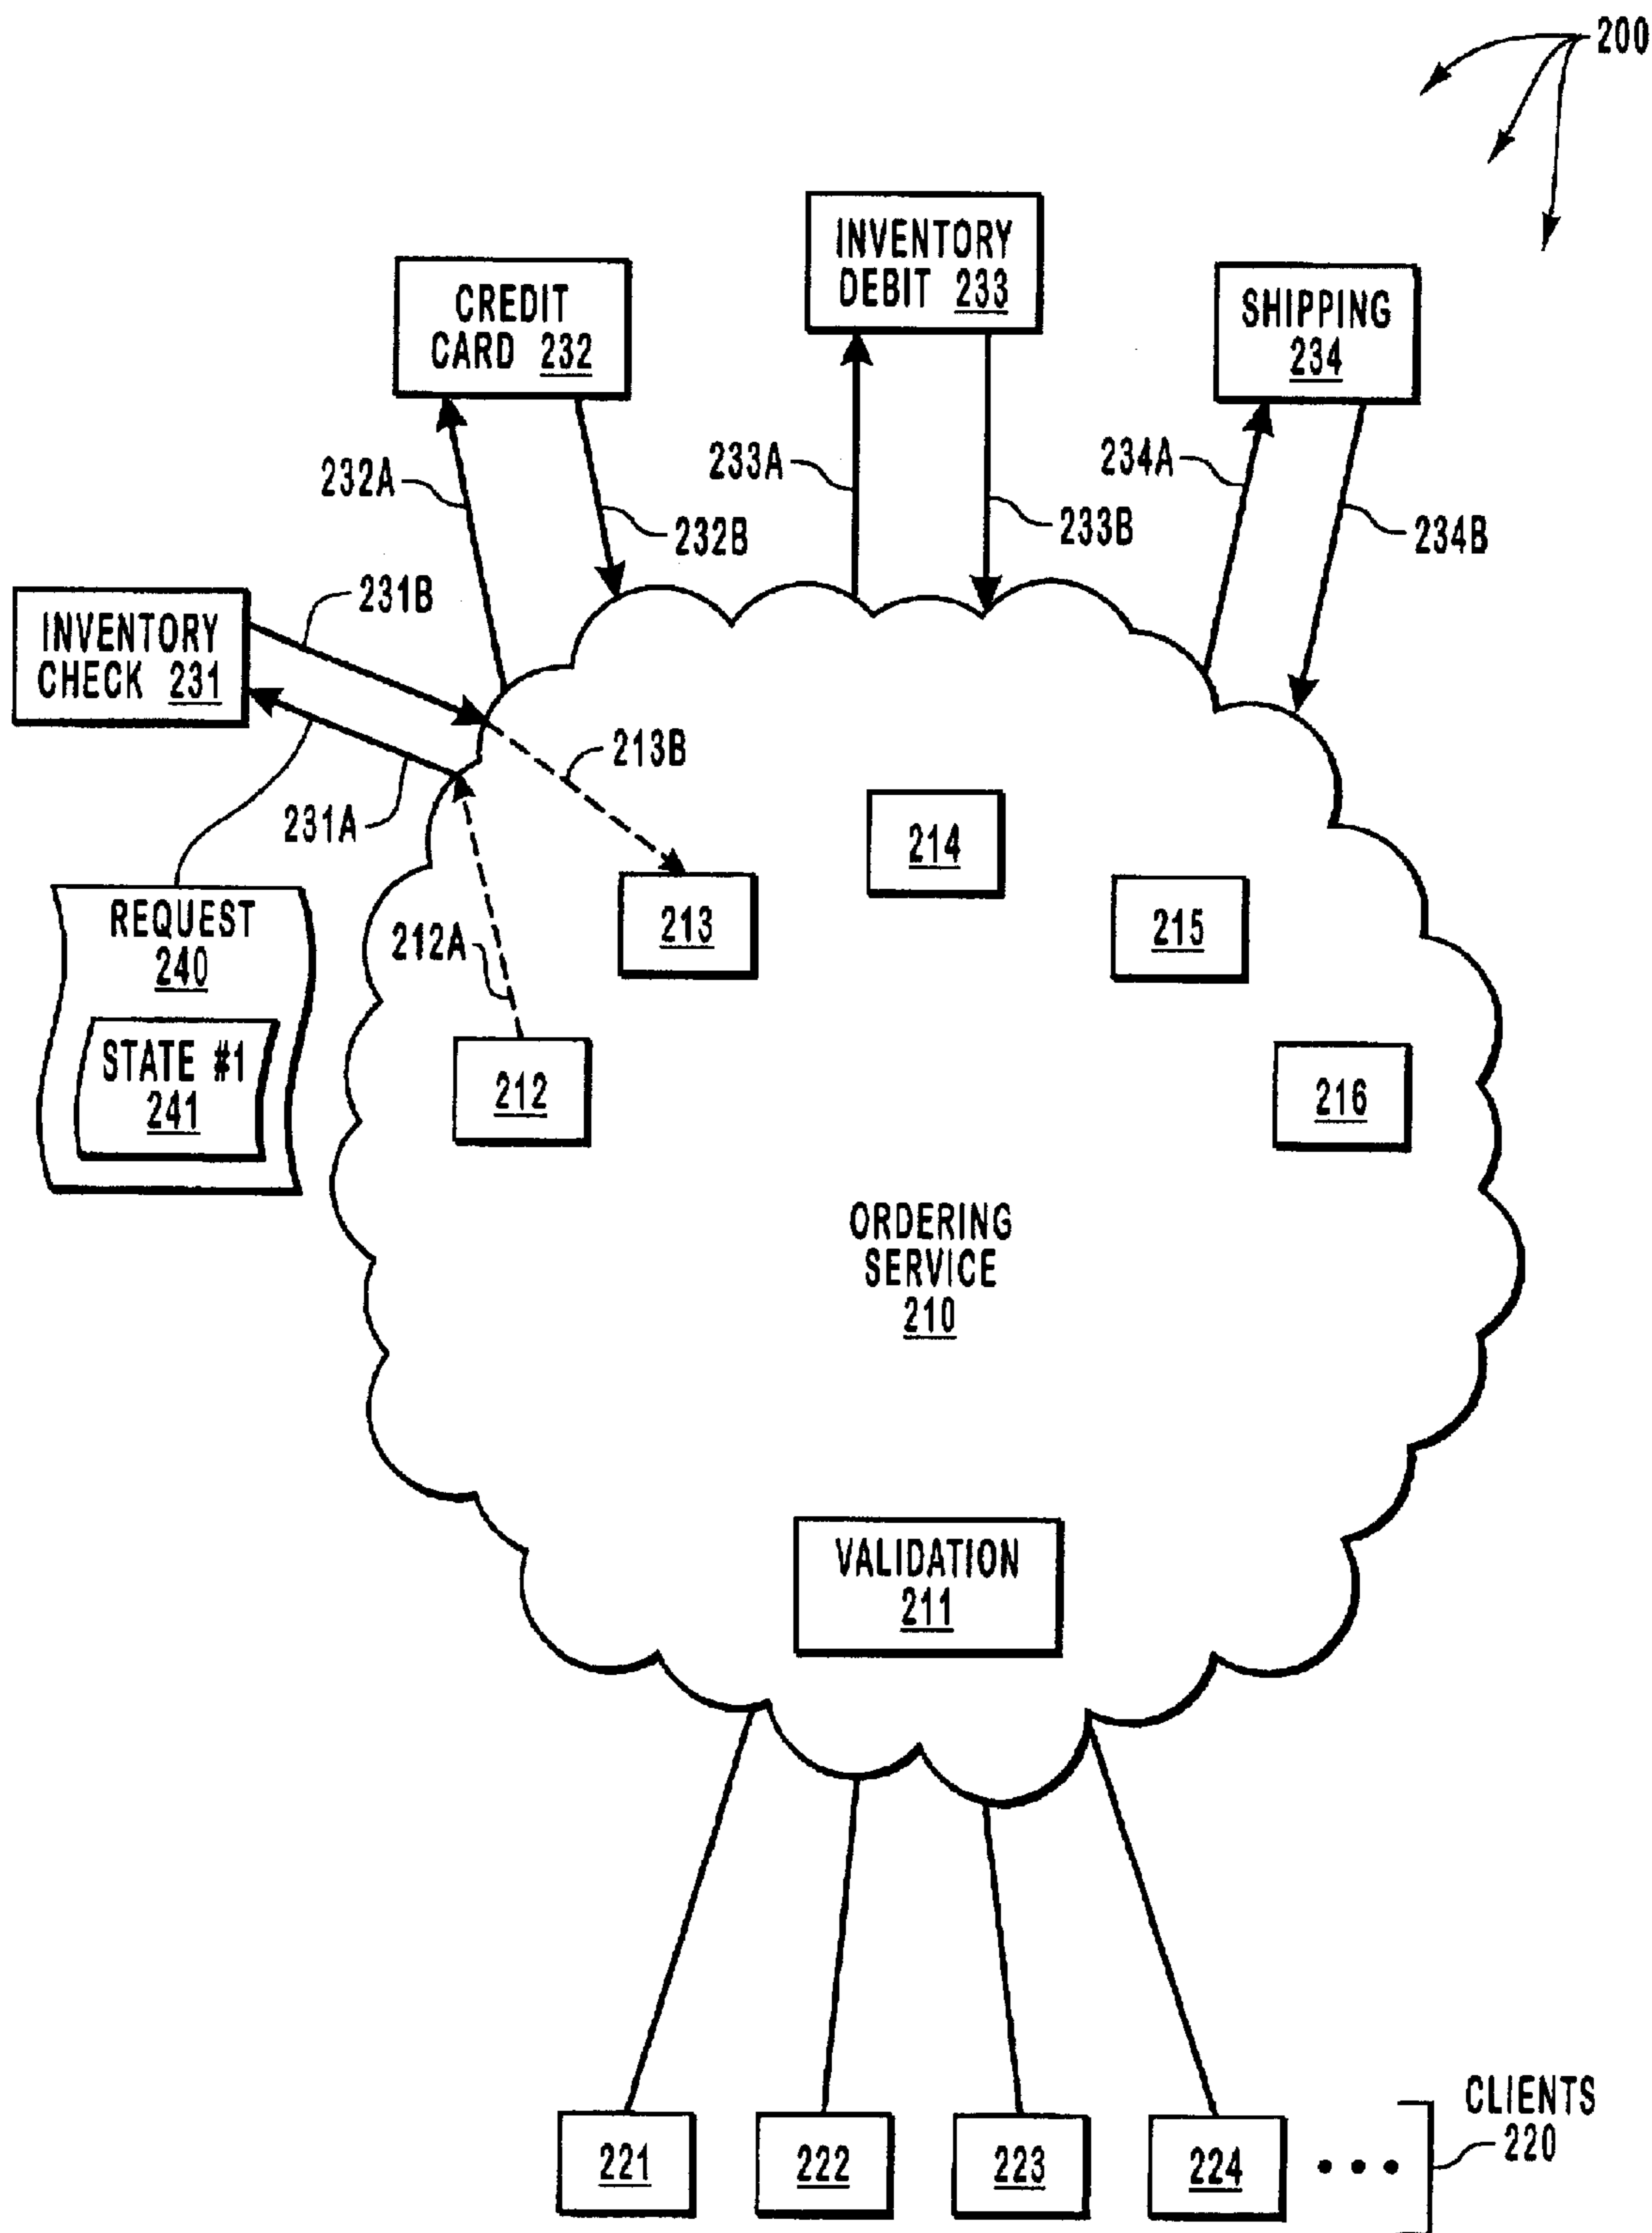 200
INVENTORY
DEBIT 233
CREDIT
CARD 232
SHIPPING
234
232A
232B
233A
233B
234A
234B
INVENTORY
CHECK 231
231B
231A
213B
212A
REQUEST
240
STATE #1
241
214
213
215
212
216
ORDERING
SERVICE
210
VALIDATION
211
221
222
223
224
•••
CLIENTS
220